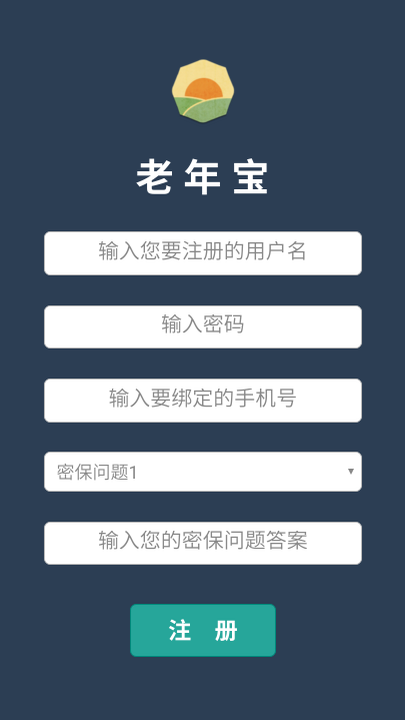 老年宝
输入您要注册的用户名
输入密码
输入要绑定的手机号
密保问题1
输入您的密保问题答案
注 册